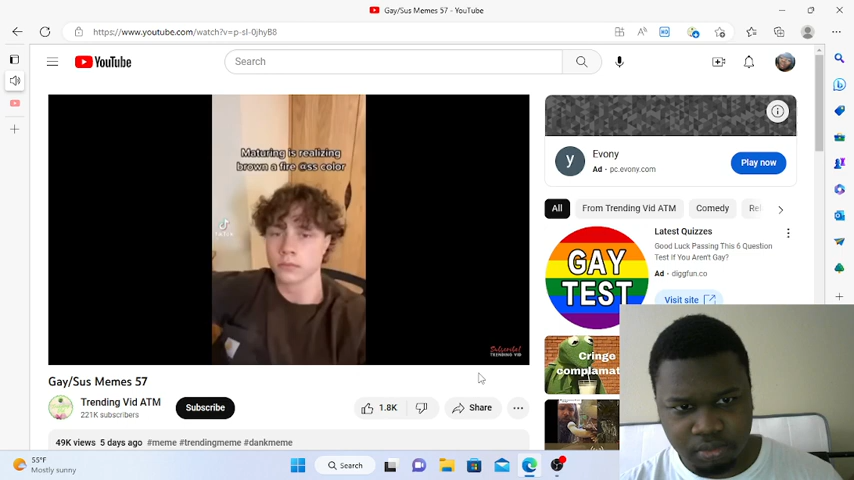 Gay/Sus Memes 57 - YouTube
https://www.youtube.com/watch?v=p-sI-0jhyB8
YouTube
Search
Maturing is realizing
brown a fire @ss color
TRENDING VID
Evony
Ad · pc.evony.com
Play now
All
From Trending Vid ATM
Comedy
Latest Quizzes
Good Luck Passing This 6 Question
Test If You Aren't Gay?
Ad · diggfun.co
Visit site
GAY
TEST
Cringe
complamat
Gay/Sus Memes 57
Trending Vid ATM
221K subscribers
Subscribe
1.8K
Share
49K views 5 days ago #meme #trendingmeme #dankmeme
55°F
Mostly sunny
Search